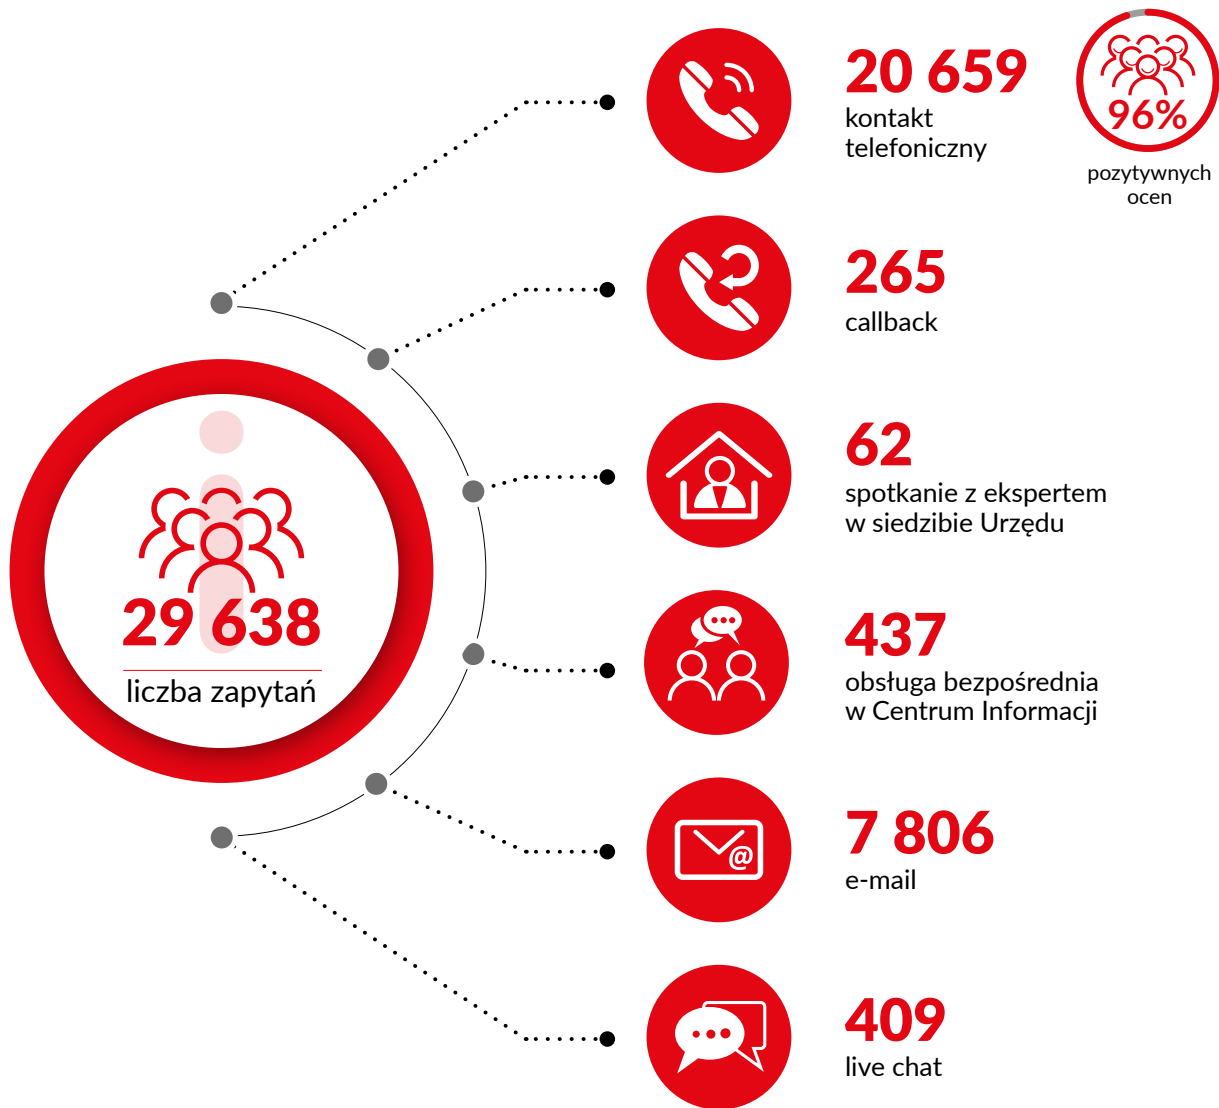 20 659
kontakt
telefoniczny
96%
pozytywnych
ocen
265
callback
62
spotkanie z ekspertem
w siedzibie Urzędu
29 638
liczba zapytań
437
obsługa bezpośrednia
w Centrum Informacji
7 806
e-mail
@
409
live chat